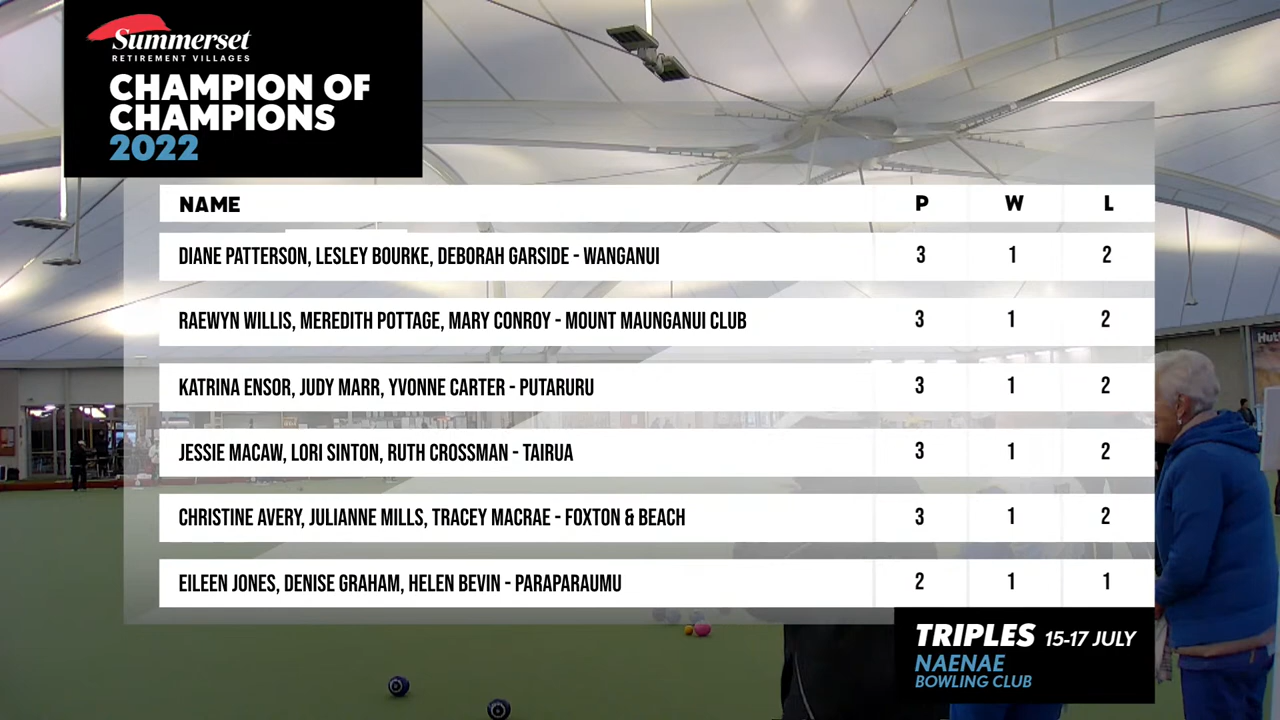 Summerset
RETIREMENT VILLAGES
CHAMPION OF
CHAMPIONS
2022
NAME P W L
DIANE PATTERSON, LESLEY BOURKE, DEBORAH GARSIDE - WANGANUI 3 1 2
RAEWYN WILLIS, MEREDITH POTTAGE, MARY CONROY - MOUNT MAUNGANUI CLUB 3 1 2
KATRINA ENSOR, JUDY MARR, YVONNE CARTER - PUTARURU 3 1 2
JESSIE MACAW, LORI SINTON, RUTH CROSSMAN - TAIRUA 3 1 2
CHRISTINE AVERY, JULIANNE MILLS, TRACEY MACRAE - FOXTON & BEACH 3 1 2
EILEEN JONES, DENISE GRAHAM, HELEN BEVIN - PARAPARAUMU 2 1 1
TRIPLES 15-17 JULY
NAENAE
BOWLING CLUB